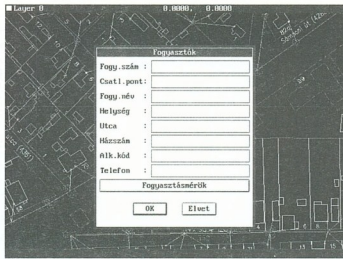 Layer 0 0.0000, 0.0000
Fogyasztók
Fogy.szám :
Csatl.pont:
Fogy.név :
Helység :
Utca :
Házszám :
Alk.kód :
Telefon :
Fogyasztásmérők
OK Elvet